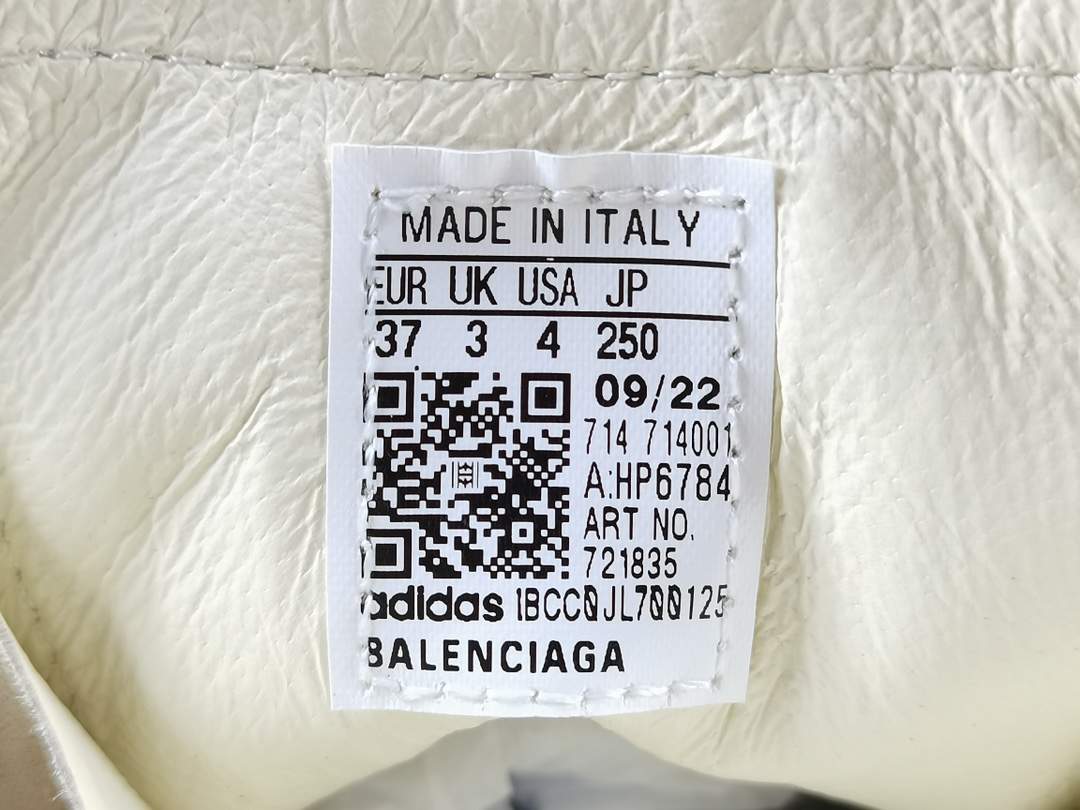 MADE IN ITALY
EUR UK USA JP
37 3 4 250
09/22
714 714001
A:HP6784
ART NO.
721835
adidas 1BCC0JL700125
BALENCIAGA